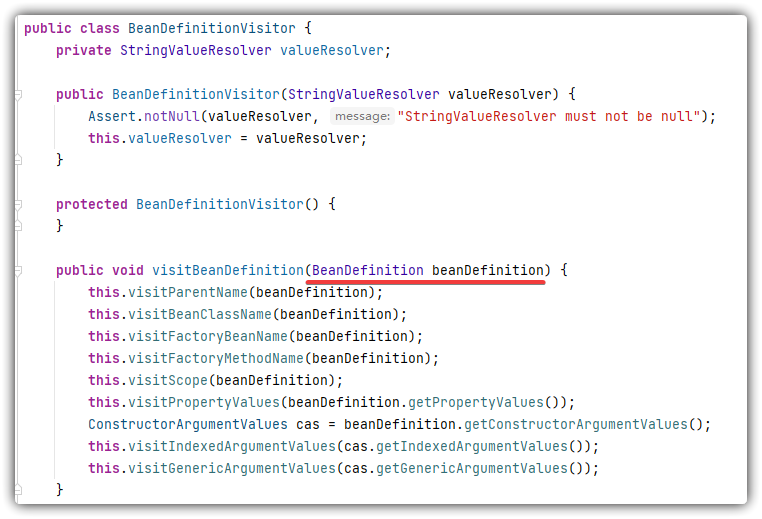 public class BeanDefinitionVisitor {
private StringValueResolver valueResolver;
public BeanDefinitionVisitor(StringValueResolver valueResolver) {
Assert.notNull(valueResolver, message: "StringValueResolver must not be null");
this.valueResolver = valueResolver;
}
protected BeanDefinitionVisitor() {
}
public void visitBeanDefinition(BeanDefinition beanDefinition) {
this.visitParentName(beanDefinition);
this.visitBeanClassName(beanDefinition);
this.visitFactoryBeanName(beanDefinition);
this.visitFactoryMethodName(beanDefinition);
this.visitScope(beanDefinition);
this.visitPropertyValues(beanDefinition.getPropertyValues());
ConstructorArgumentValues cas = beanDefinition.getConstructorArgumentValues();
this.visitIndexedArgumentValues(cas.getIndexedArgumentValues());
this.visitGenericArgumentValues(cas.getGenericArgumentValues());
}